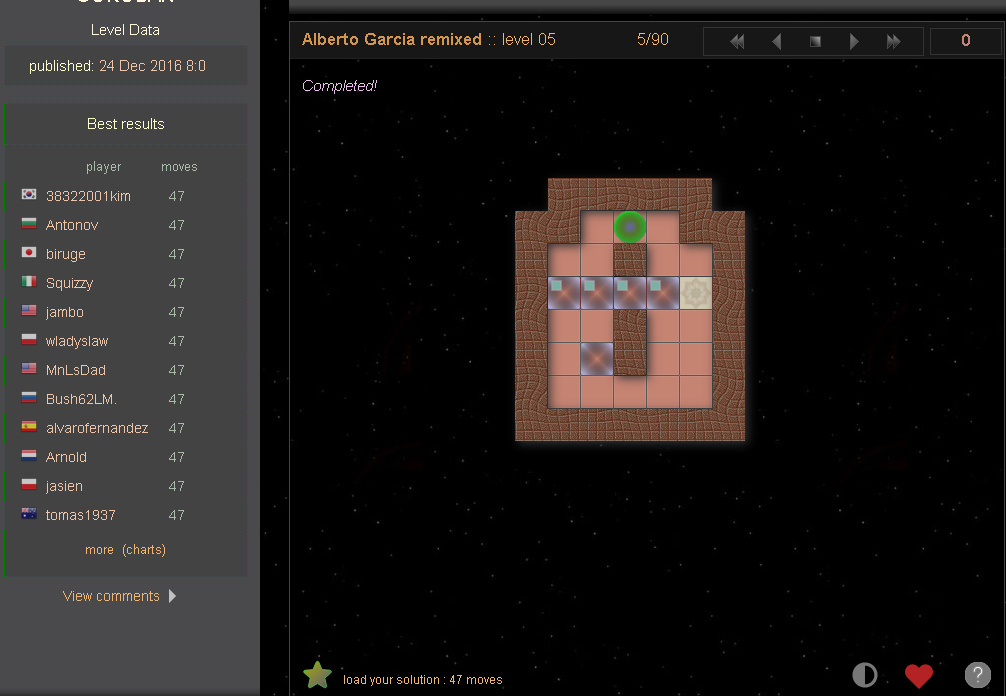 Level Data
published: 24 Dec 2016 8:0
Best results
player moves
38322001kim 47
Antonov 47
biruge 47
Squizzy 47
jambo 47
wladyslaw 47
MnLsDad 47
Bush62LM. 47
alvarofernandez 47
Arnold 47
jasien 47
tomas1937 47
more (charts)
View comments
Alberto Garcia remixed :: level 05 5/90 0
Completed!
load your solution : 47 moves
?